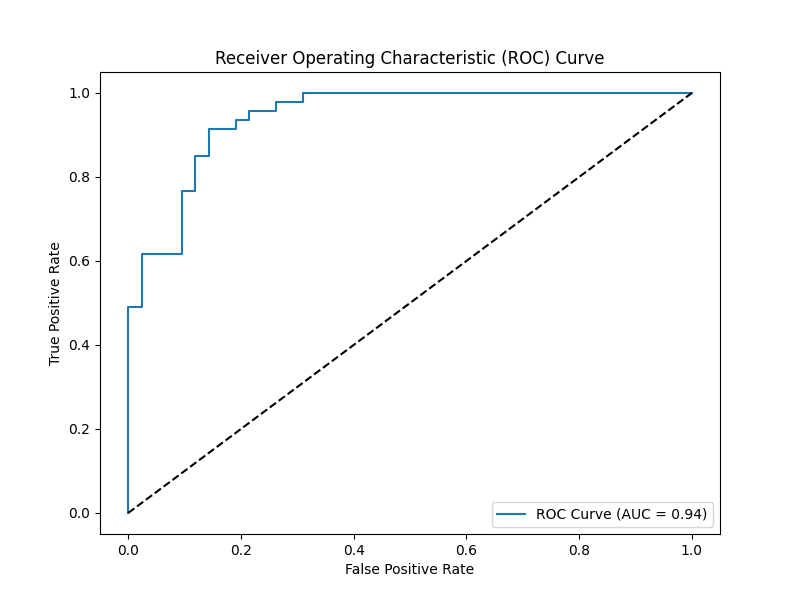 Receiver Operating Characteristic (ROC) Curve
1.0
0.8
0.6
0.4
0.2
0.0
True Positive Rate
ROC Curve (AUC = 0.94)
0.0 0.2 0.4 0.6 0.8 1.0
False Positive Rate